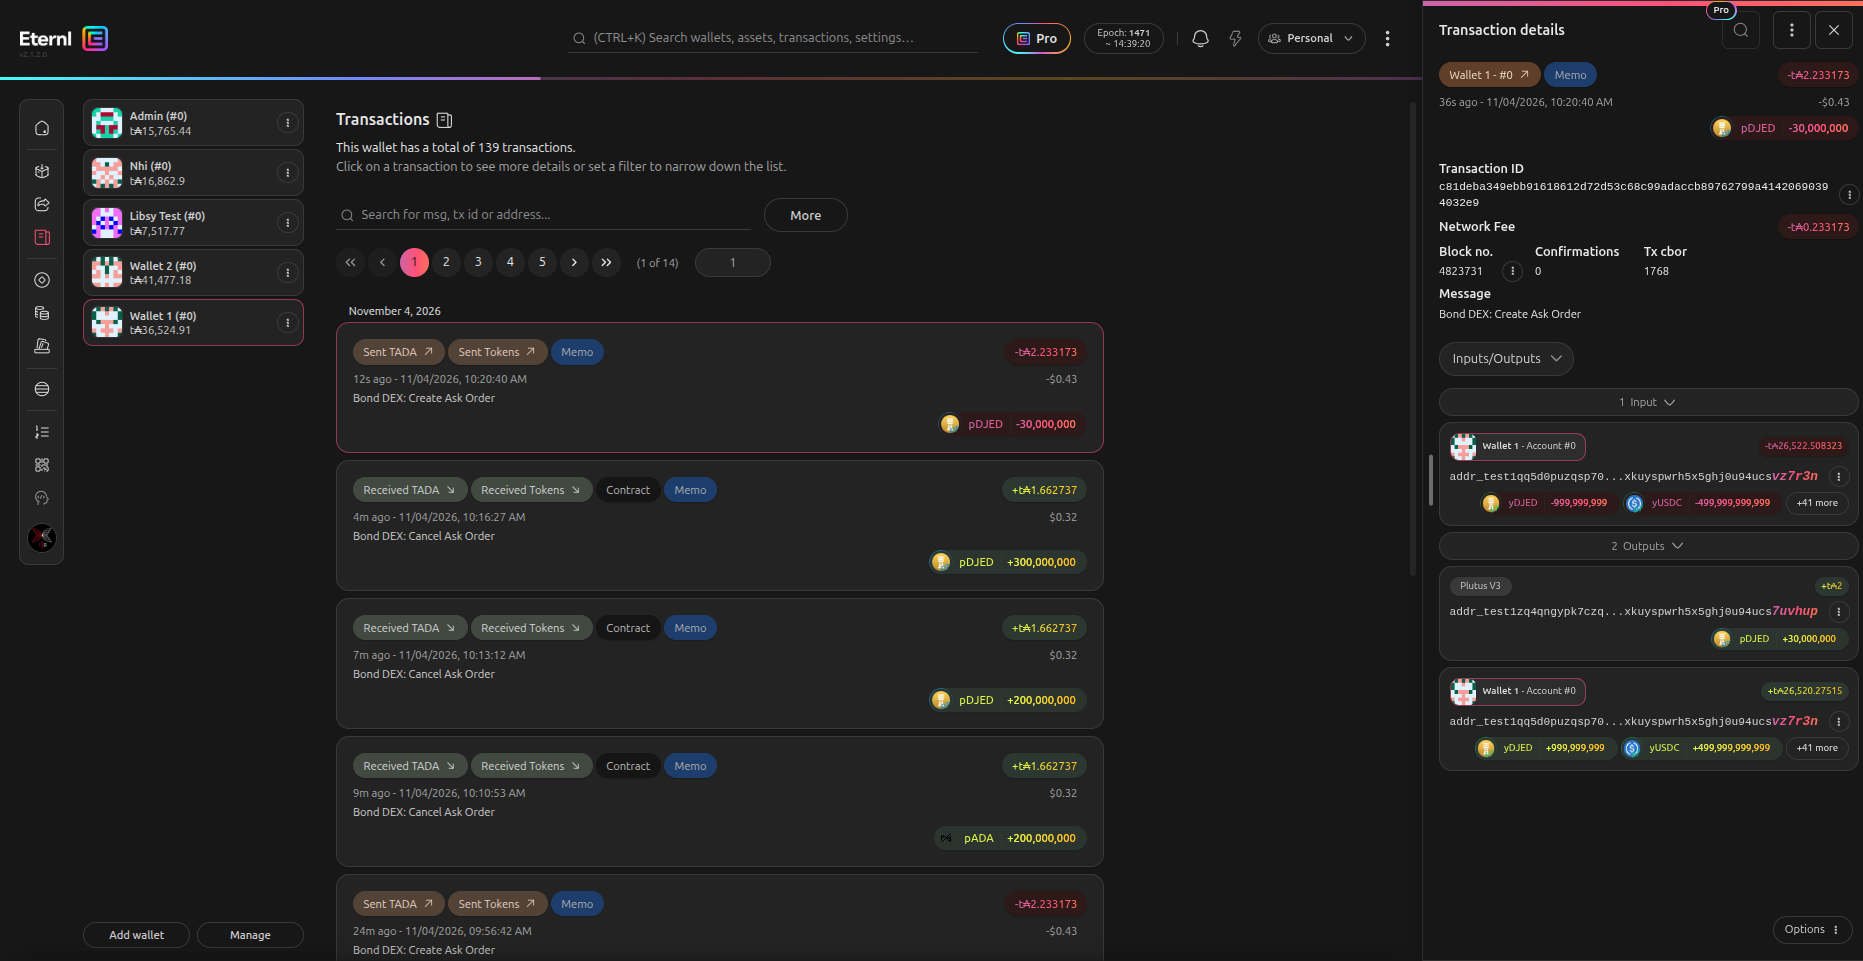 Eternl
v2.1.2.0
(CTRL+K) Search wallets, assets, transactions, settings...
Pro
Epoch: 1471
~ 14:39:20
Personal
Admin (#0)
t₳15,765.44
Nhi (#0)
t₳16,862.9
Libsy Test (#0)
t₳7,517.77
Wallet 2 (#0)
t₳41,477.18
Wallet 1 (#0)
t₳36,524.91
Add wallet
Manage
Transactions
This wallet has a total of 139 transactions.
Click on a transaction to see more details or set a filter to narrow down the list.
Search for msg, tx id or address...
More
1 2 3 4 5 (1 of 14) 1
November 4, 2026
Sent TADA Sent Tokens Memo -t₳2.233173
12s ago - 11/04/2026, 10:20:40 AM -$0.43
Bond DEX: Create Ask Order
pDJED -30,000,000
Received TADA Received Tokens Contract Memo +t₳1.662737
4m ago - 11/04/2026, 10:16:27 AM $0.32
Bond DEX: Cancel Ask Order
pDJED +300,000,000
Received TADA Received Tokens Contract Memo +t₳1.662737
7m ago - 11/04/2026, 10:13:12 AM $0.32
Bond DEX: Cancel Ask Order
pDJED +200,000,000
Received TADA Received Tokens Contract Memo +t₳1.662737
9m ago - 11/04/2026, 10:10:53 AM $0.32
Bond DEX: Cancel Ask Order
pADA +200,000,000
Sent TADA Sent Tokens Memo -t₳2.233173
24m ago - 11/04/2026, 09:56:42 AM -$0.43
Bond DEX: Create Ask Order
Pro
Transaction details
Wallet 1 - #0 Memo -t₳2.233173
36s ago - 11/04/2026, 10:20:40 AM -$0.43
pDJED -30,000,000
Transaction ID
c81deba349ebb91618612d72d53c68c99adaccb89762799a4142069039
4032e9
Network Fee -t₳0.233173
Block no. Confirmations Tx cbor
4823731 0 1768
Message
Bond DEX: Create Ask Order
Inputs/Outputs
1 Input
Wallet 1 - Account #0 -t₳26,522.508323
addr_test1qq5d0puzqsp70...xkuyspwrh5x5ghj0u94ucsvz7r3n
yDJED -999,999,999 yUSDC -499,999,999,999 +41 more
2 Outputs
Plutus V3 +t₳2
addr_test1zq4qngypk7czq...xkuyspwrh5x5ghj0u94ucs7uvhup
pDJED +30,000,000
Wallet 1 - Account #0 +t₳26,520.27515
addr_test1qq5d0puzqsp70...xkuyspwrh5x5ghj0u94ucsvz7r3n
yDJED +999,999,999 yUSDC +499,999,999,999 +41 more
Options